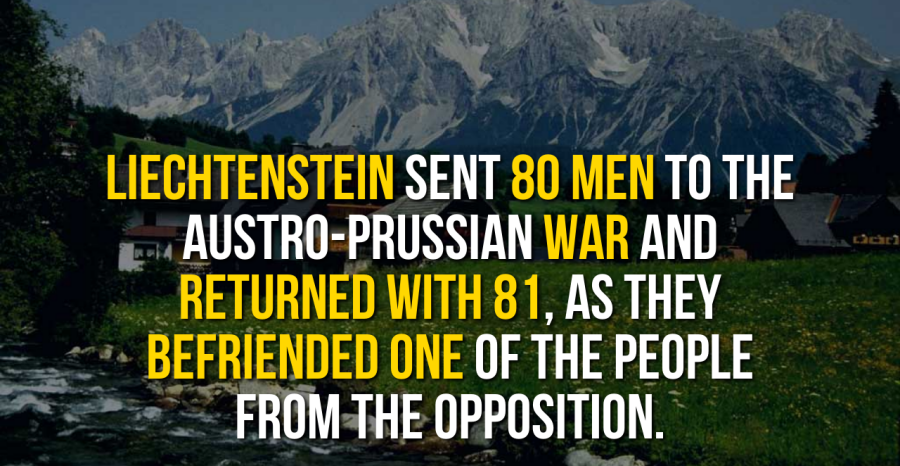 LIECHTENSTEIN SENT 80 MEN TO THE
AUSTRO-PRUSSIAN WAR AND
RETURNED WITH 81, AS THEY
BEFRIENDED ONE OF THE PEOPLE
FROM THE OPPOSITION.